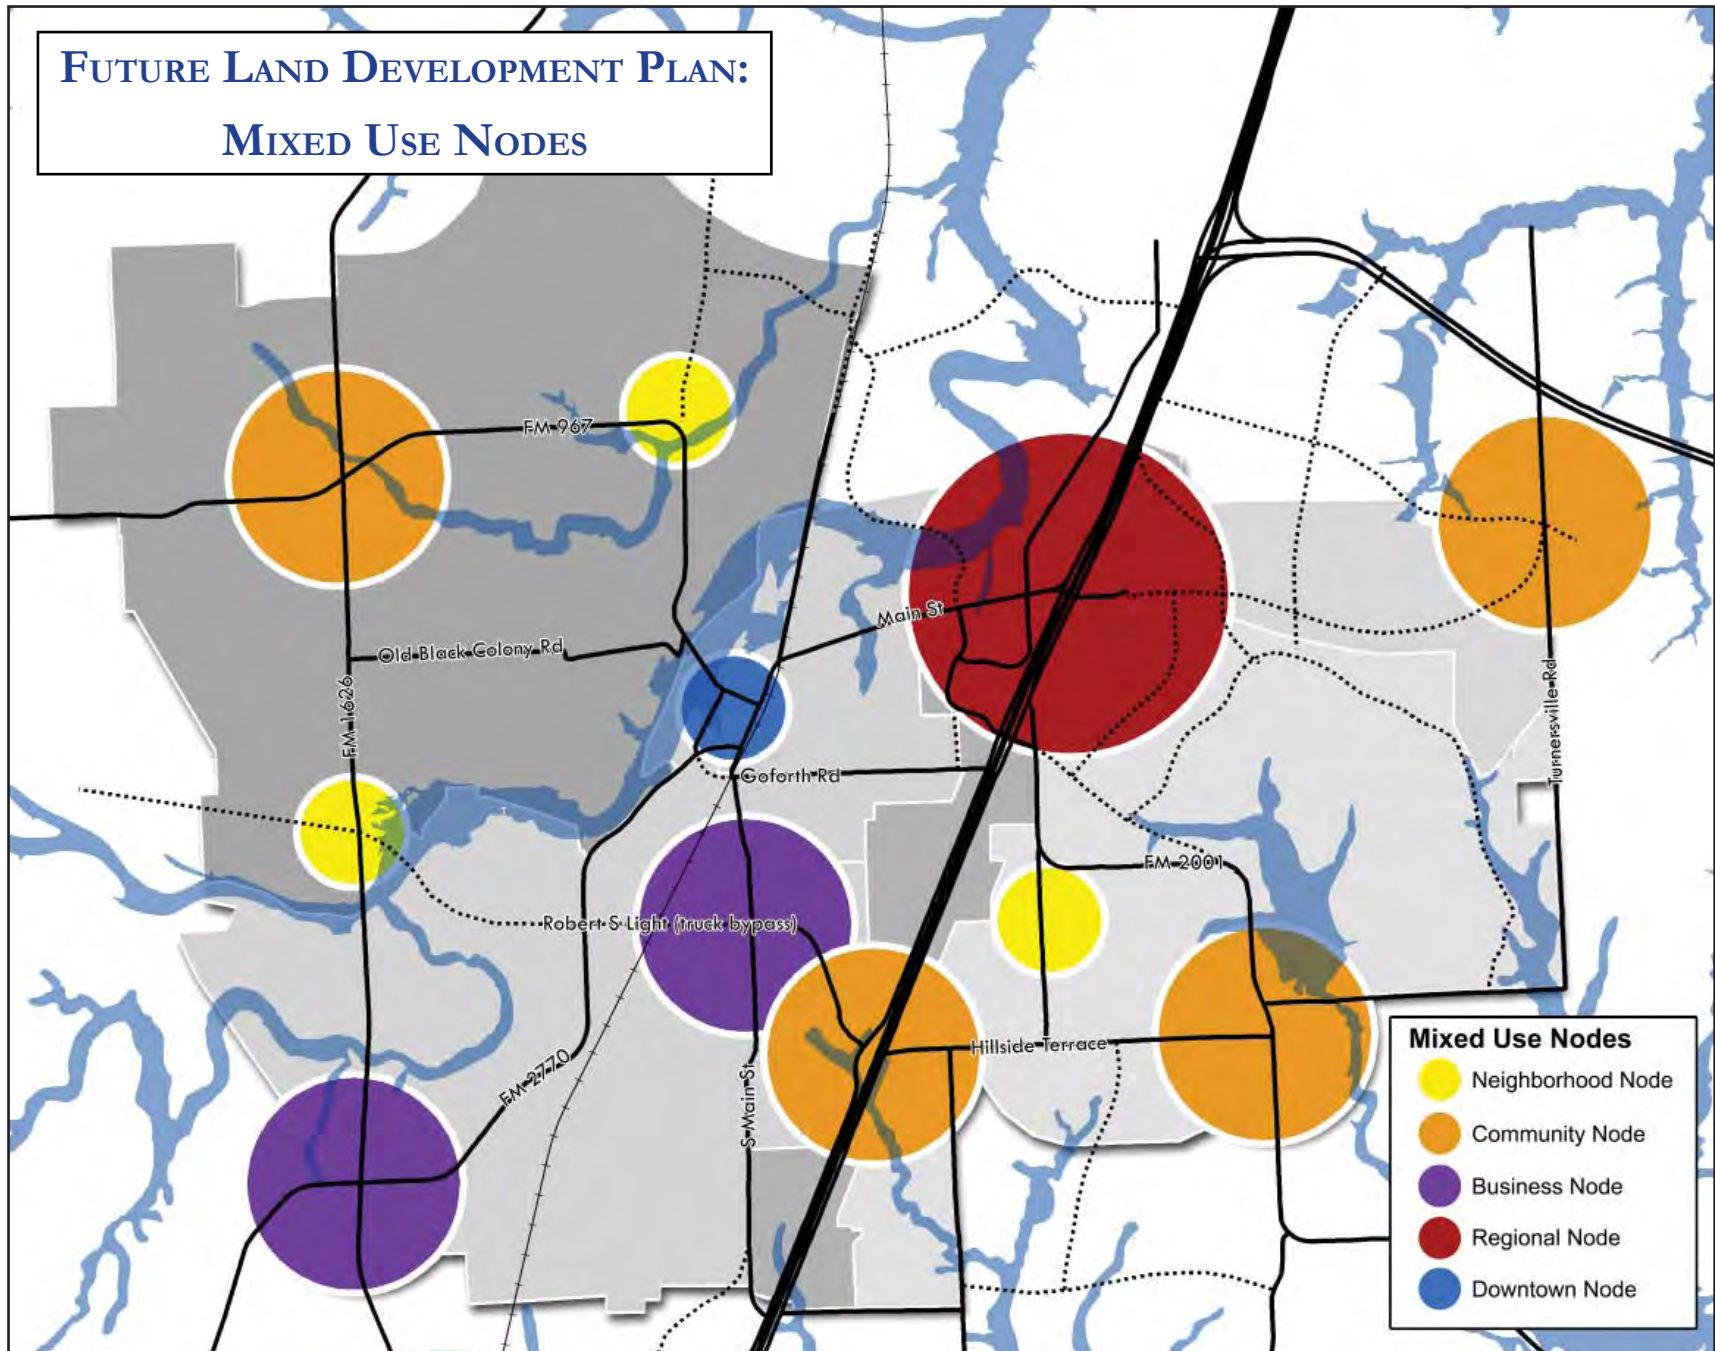 FUTURE LAND DEVELOPMENT PLAN:
MIXED USE NODES
FM 967
Main St
Old Black Colony Rd
FM 1626
Turnersville Rd
Goforth Rd
FM 2001
Robert S Light (truck bypass)
Hillside Terrace
FM 2770
S Main St
Mixed Use Nodes
Neighborhood Node
Community Node
Business Node
Regional Node
Downtown Node